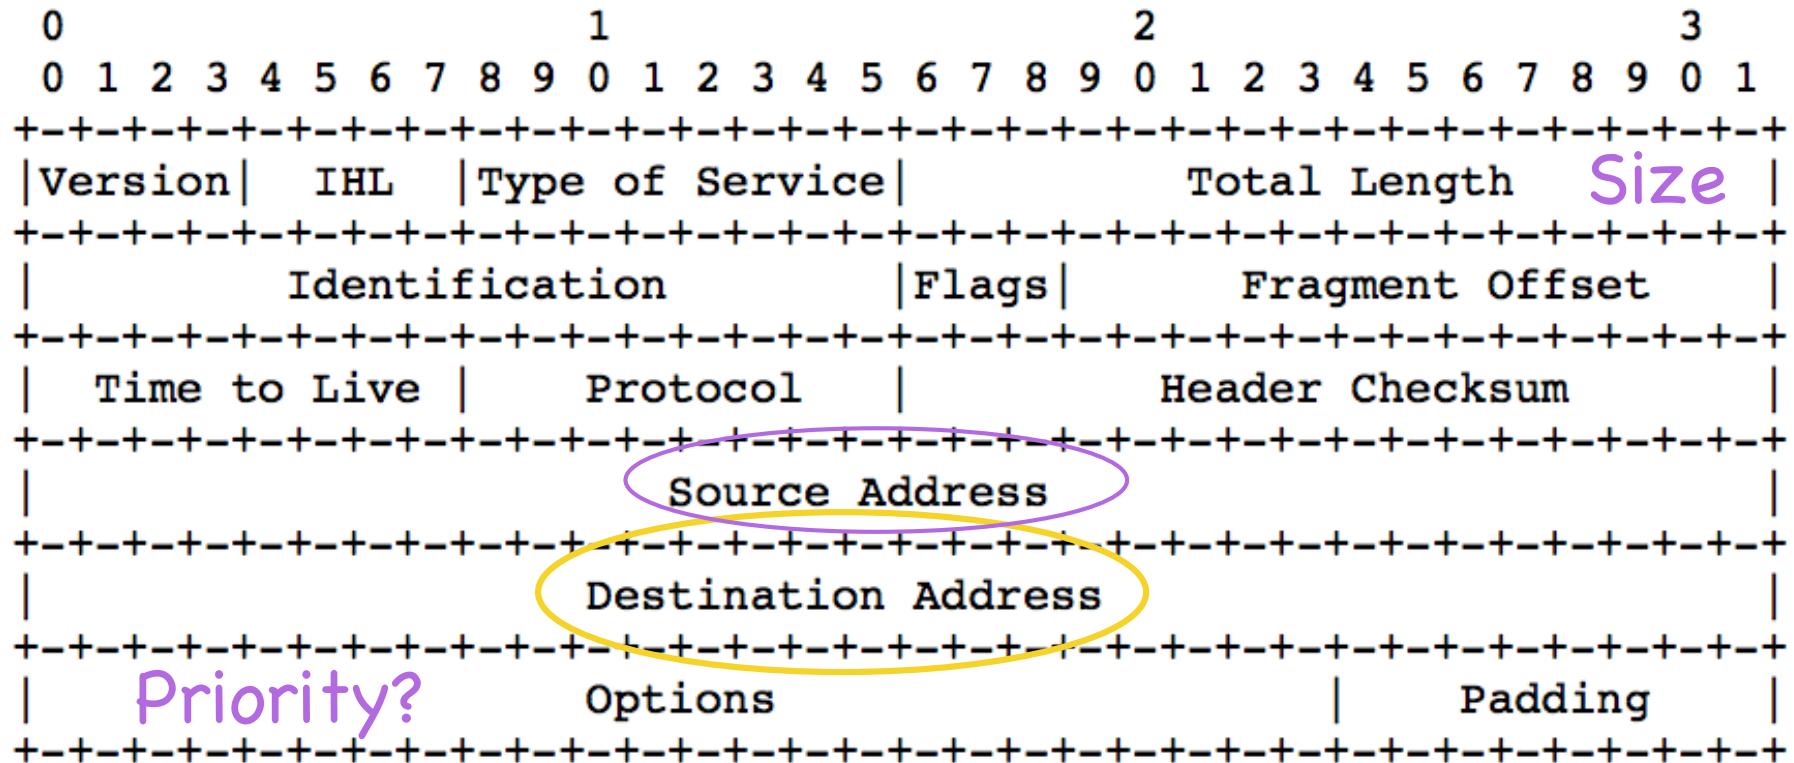 0                   1                   2                   3
 0 1 2 3 4 5 6 7 8 9 0 1 2 3 4 5 6 7 8 9 0 1 2 3 4 5 6 7 8 9 0 1
+-+-+-+-+-+-+-+-+-+-+-+-+-+-+-+-+-+-+-+-+-+-+-+-+-+-+-+-+-+-+-+-+
|Version|  IHL  |Type of Service|          Total Length   Size  |
+-+-+-+-+-+-+-+-+-+-+-+-+-+-+-+-+-+-+-+-+-+-+-+-+-+-+-+-+-+-+-+-+
|         Identification        |Flags|      Fragment Offset    |
+-+-+-+-+-+-+-+-+-+-+-+-+-+-+-+-+-+-+-+-+-+-+-+-+-+-+-+-+-+-+-+-+
|  Time to Live |    Protocol   |         Header Checksum       |
+-+-+-+-+-+-+-+-+-+-+-+-+-+-+-+-+-+-+-+-+-+-+-+-+-+-+-+-+-+-+-+-+
|                       Source Address                          |
+-+-+-+-+-+-+-+-+-+-+-+-+-+-+-+-+-+-+-+-+-+-+-+-+-+-+-+-+-+-+-+-+
|                    Destination Address                        |
+-+-+-+-+-+-+-+-+-+-+-+-+-+-+-+-+-+-+-+-+-+-+-+-+-+-+-+-+-+-+-+-+
|    Priority?       Options                    |    Padding    |
+-+-+-+-+-+-+-+-+-+-+-+-+-+-+-+-+-+-+-+-+-+-+-+-+-+-+-+-+-+-+-+-+